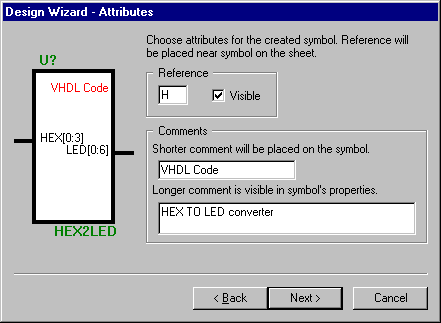 Design Wizard - Attributes
Choose attributes for the created symbol. Reference will
be placed near symbol on the sheet.
U?
VHDL Code
HEX[0:3]
LED[0:6]
HEX2LED
Reference
H
Visible
Comments
Shorter comment will be placed on the symbol.
VHDL Code
Longer comment is visible in symbol's properties.
HEX TO LED converter
< Back
Next >
Cancel